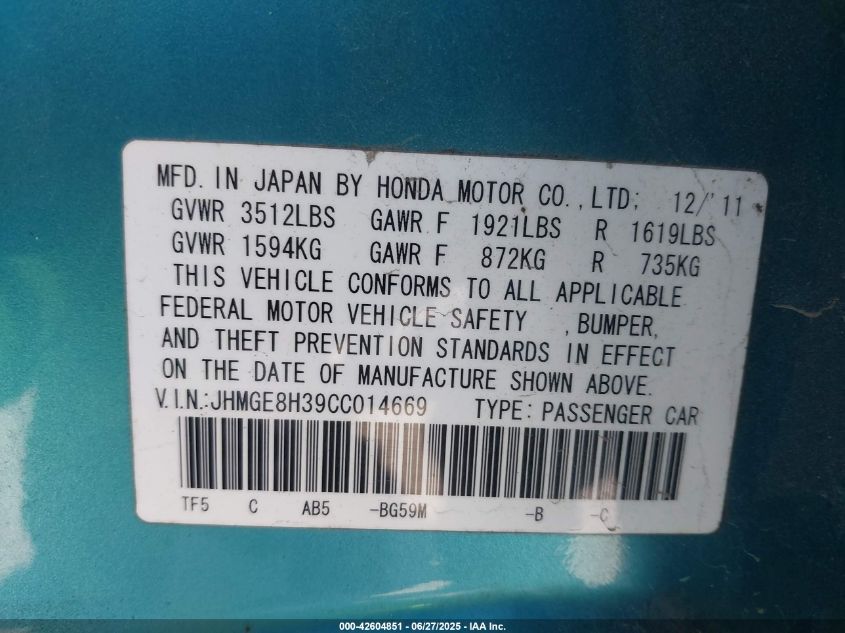 MFD. IN JAPAN BY HONDA MOTOR CO., LTD; 12/'11
GVWR 3512LBS GAWR F 1921LBS R 1619LBS
GVWR 1594KG GAWR F 872KG R 735KG
THIS VEHICLE CONFORMS TO ALL APPLICABLE
FEDERAL MOTOR VEHICLE SAFETY , BUMPER,
AND THEFT PREVENTION STANDARDS IN EFFECT
ON THE DATE OF MANUFACTURE SHOWN ABOVE.
V.I.N.:JHMGE8H39CC014669 TYPE: PASSENGER CAR
TF5 C AB5 -BG59M -B -C
000-42604851 / 06/27/2025 - IAA Inc.